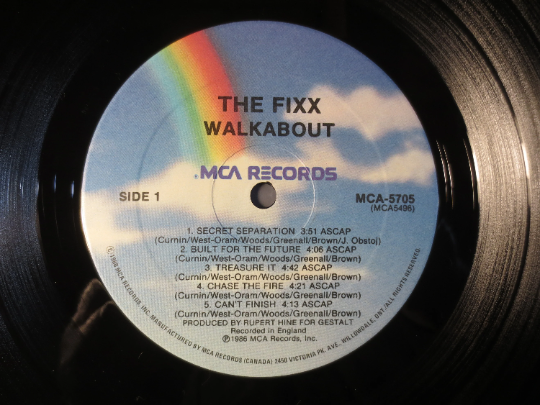 THE FIXX
WALKABOUT
MCA RECORDS
SIDE 1
MCA-5705
(MCA5496)
1. SECRET SEPARATION 3:51 ASCAP
(Curnin/West-Oram/Woods/Greenall/Brown/J. Obstoj)
2. BUILT FOR THE FUTURE 4:06 ASCAP
(Curnin/West-Oram/Woods/Greenall/Brown)
3. TREASURE IT 4:42 ASCAP
(Curnin/West-Oram/Woods/Greenall/Brown)
4. CHASE THE FIRE 4:21 ASCAP
(Curnin/West-Oram/Woods/Greenall/Brown)
5. CAN'T FINISH 4:13 ASCAP
(Curnin/West-Oram/Woods/Greenall/Brown)
PRODUCED BY RUPERT HINE FOR GESTALT
Recorded in England
Ⓟ1986 MCA Records, Inc.
MCA RECORDS, INC. MANUFACTURED BY MCA RECORDS (CANADA) 2450 VICTORIA PK. AVE., WILLOWDALE, ONT. ALL RIGHTS RESERVED.